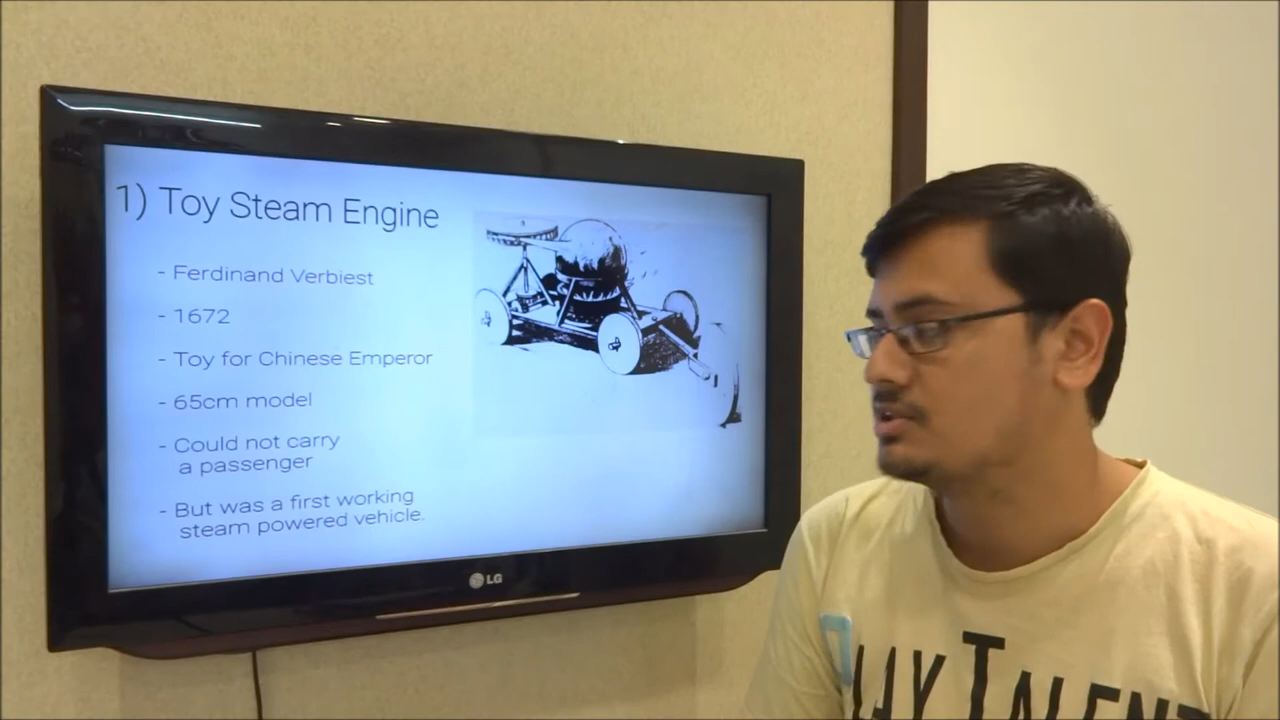 1) Toy Steam Engine
- Ferdinand Verbiest
- 1672
- Toy for Chinese Emperor
- 65cm model
- Could not carry
a passenger
- But was a first working
steam powered vehicle.
LG
TALENT